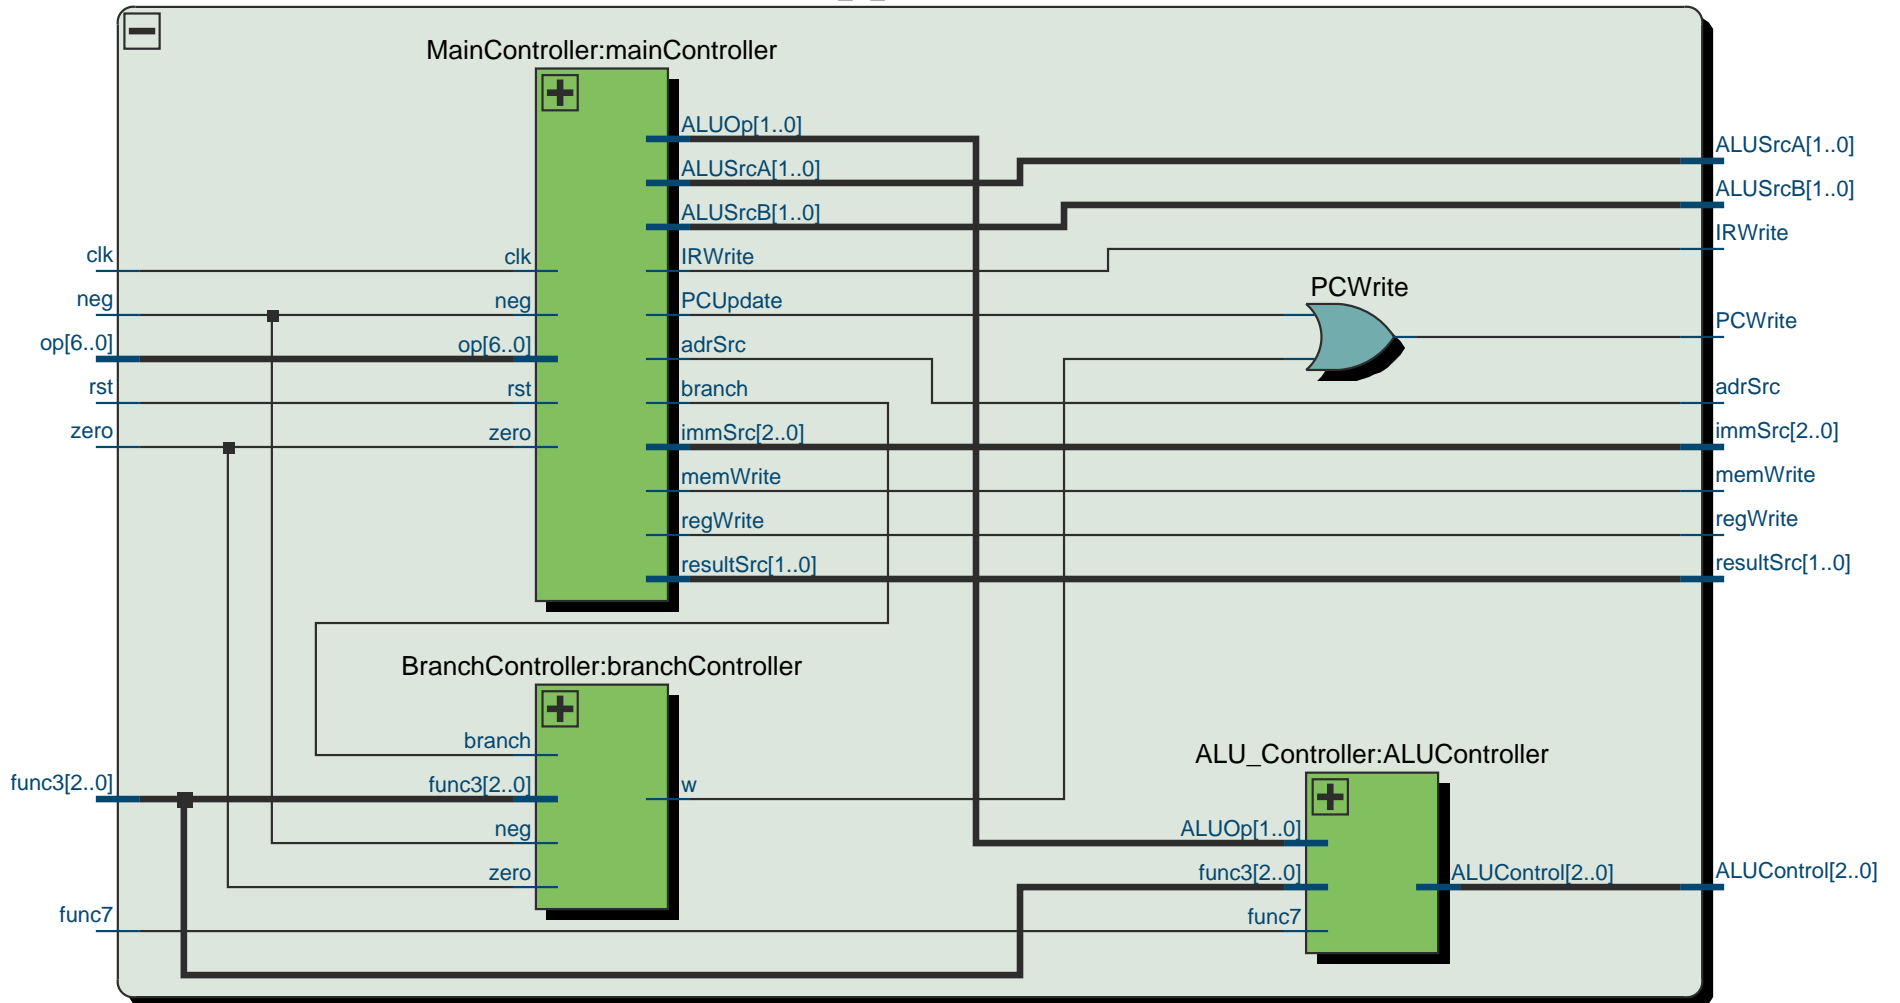 MainController:mainController
ALUOp[1..0]
ALUSrcA[1..0]
ALUSrcB[1..0]
clk
neg
op[6..0]
rst
zero
clk
neg
op[6..0]
rst
zero
IRWrite
PCUpdate
adrSrc
branch
immSrc[2..0]
memWrite
regWrite
resultSrc[1..0]
PCWrite
ALUSrcA[1..0]
ALUSrcB[1..0]
IRWrite
PCWrite
adrSrc
immSrc[2..0]
memWrite
regWrite
resultSrc[1..0]
BranchController:branchController
branch
func3[2..0]
func3[2..0]
neg
zero
w
func7
ALU_Controller:ALUController
ALUOp[1..0]
func3[2..0]
func7
ALUControl[2..0]
ALUControl[2..0]